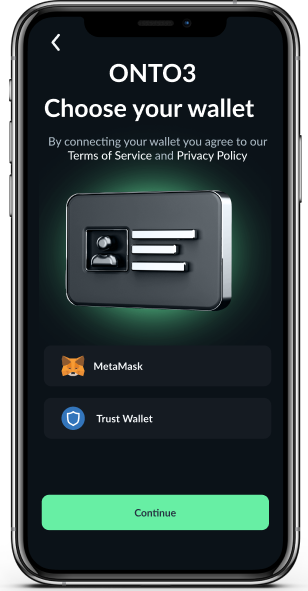 ONTO3
Choose your wallet
By connecting your wallet you agree to our
Terms of Service and Privacy Policy
MetaMask
Trust Wallet
Continue